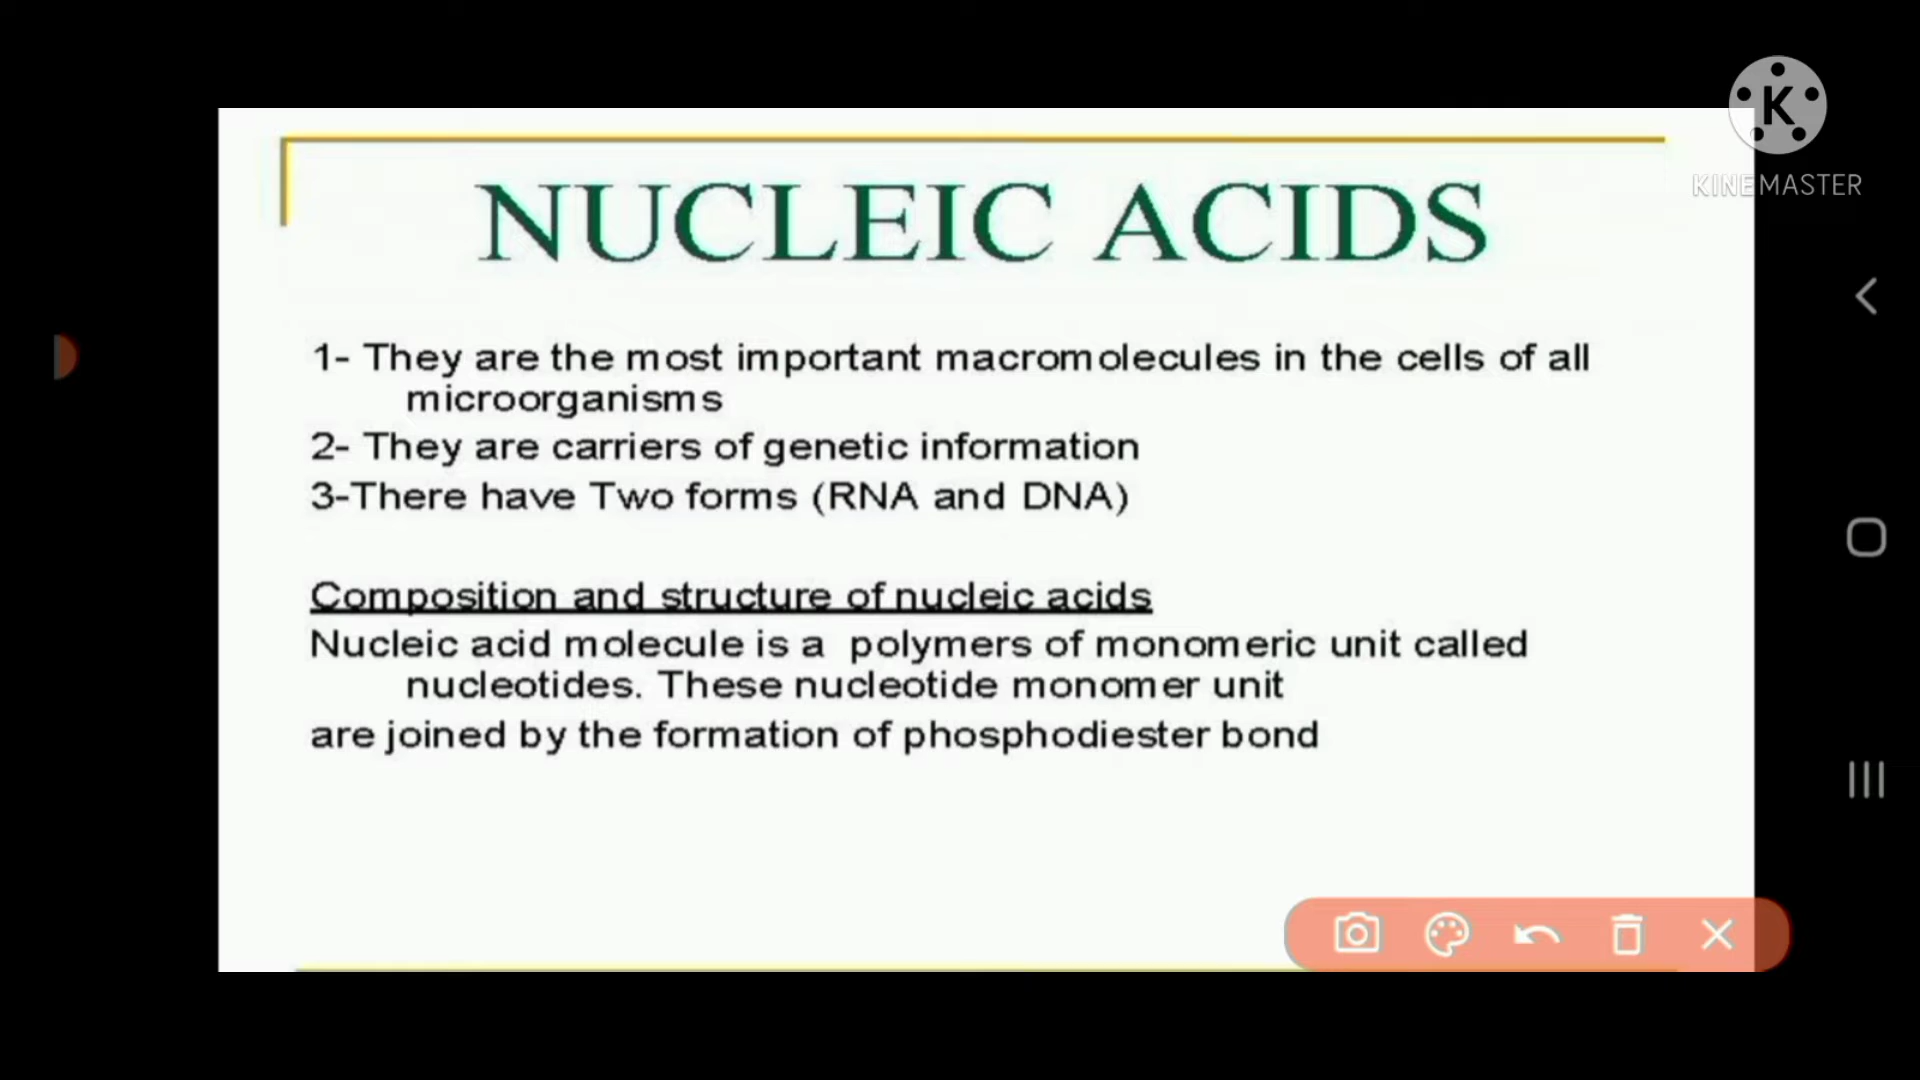 KINEMASTER
NUCLEIC ACIDS
1- They are the most important macromolecules in the cells of all
microorganisms
2- They are carriers of genetic information
3-There have Two forms (RNA and DNA)
Composition and structure of nucleic acids
Nucleic acid molecule is a polymers of monomeric unit called
nucleotides. These nucleotide monomer unit
are joined by the formation of phosphodiester bond